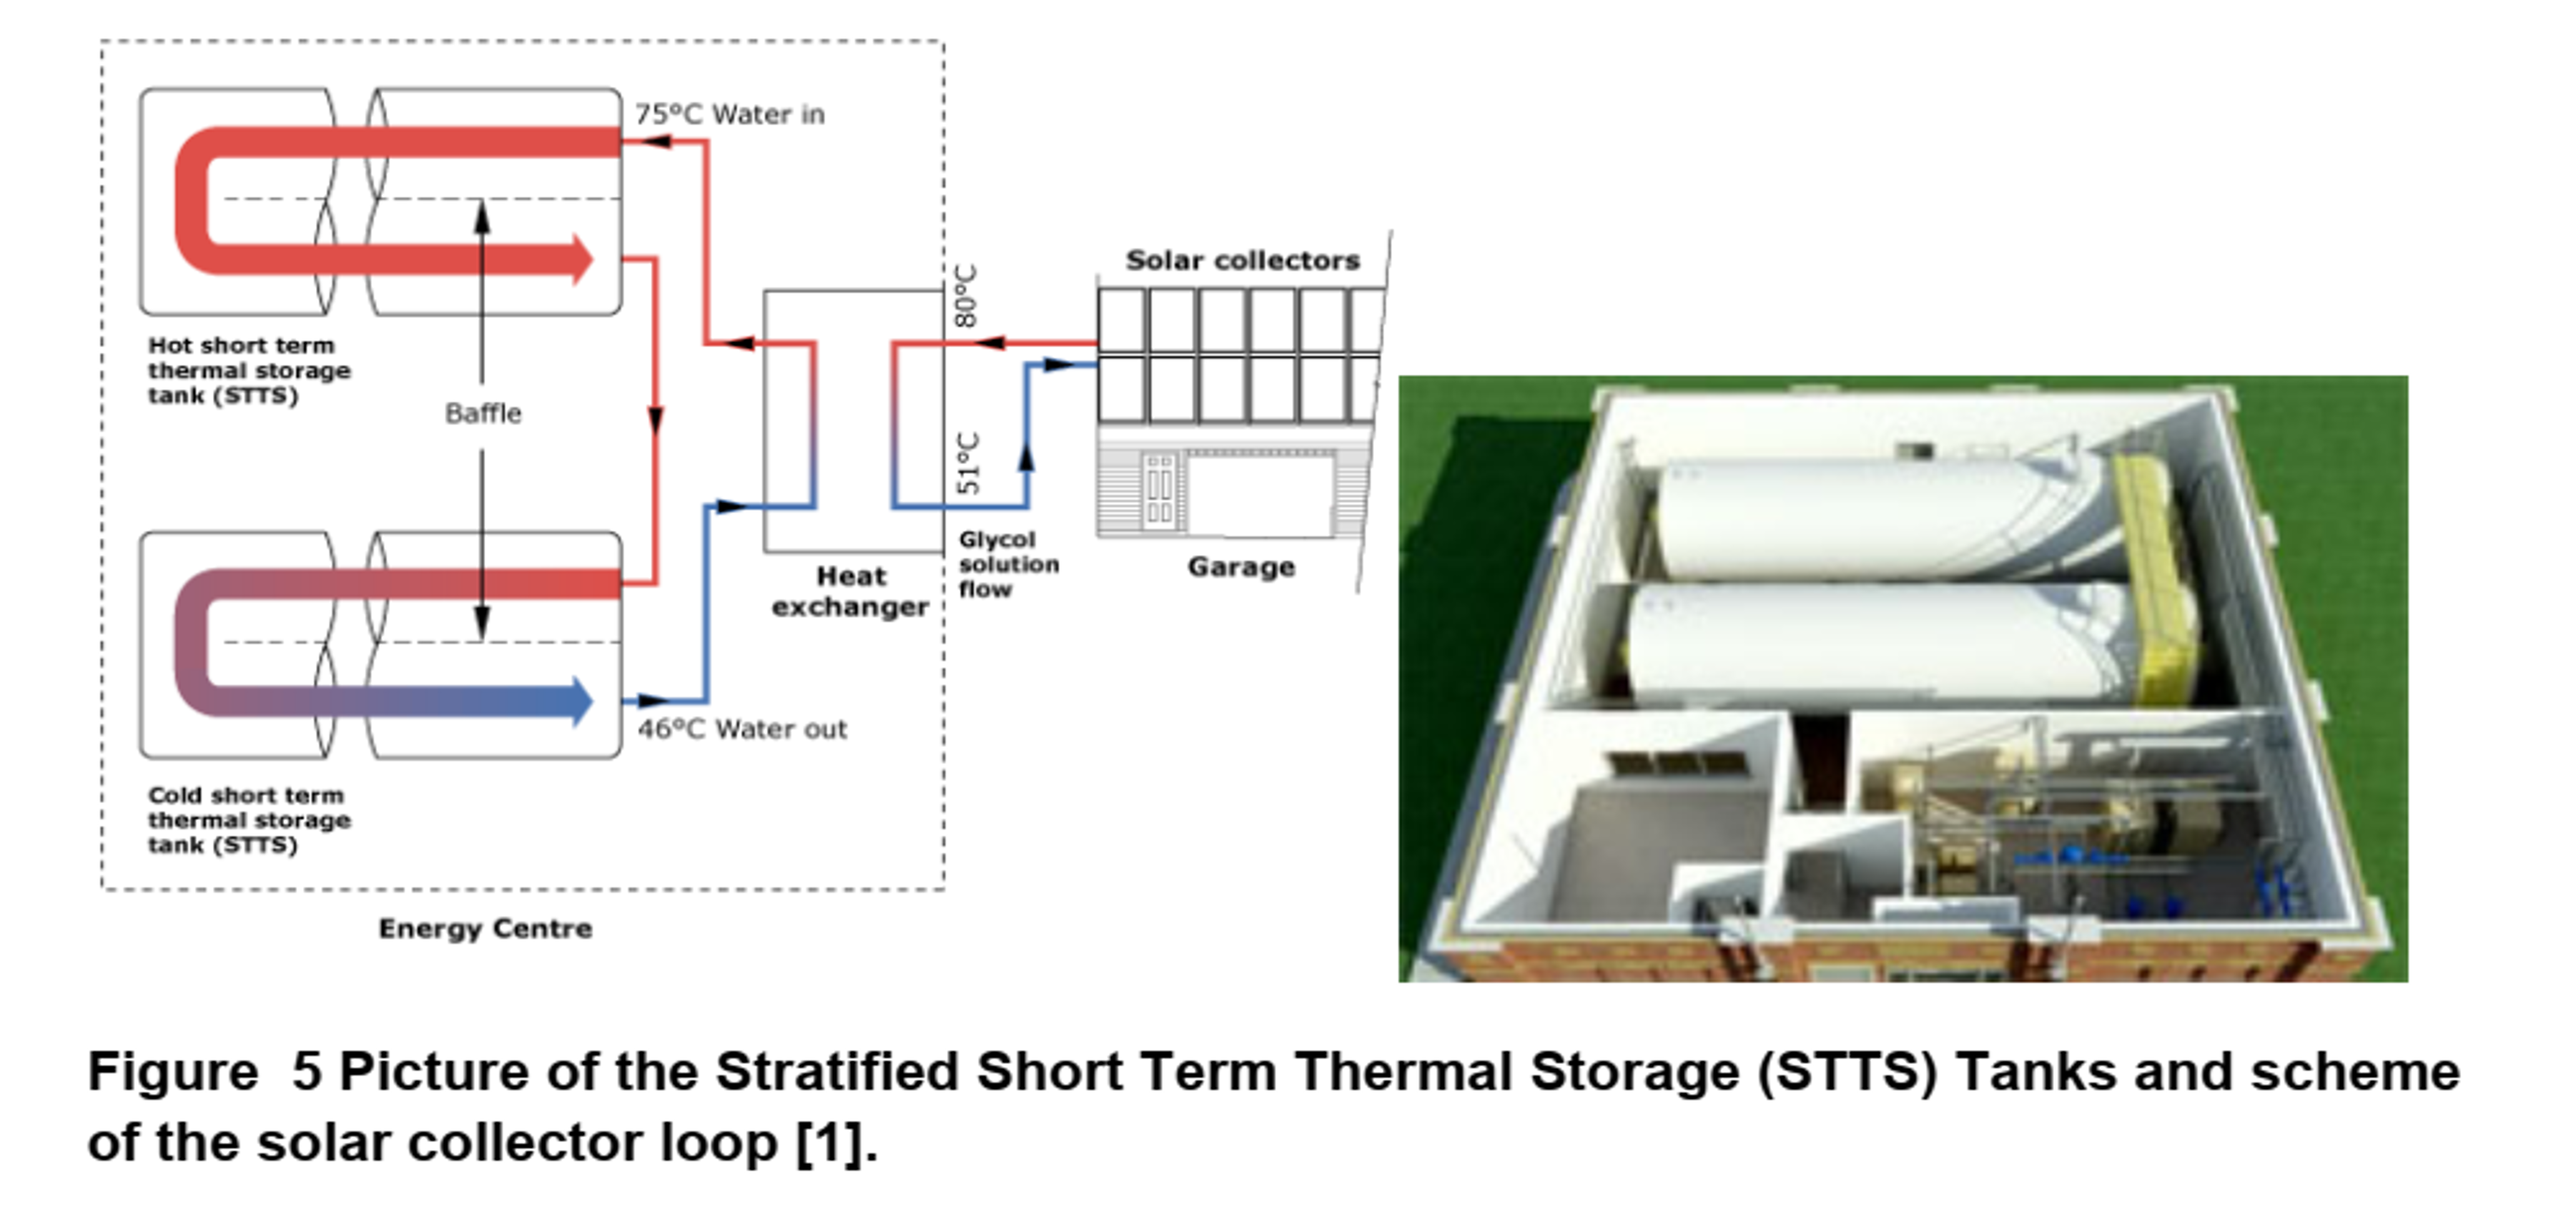 75°C Water in
Hot short term
thermal storage
tank (STTS)
Baffle
80°C
51°C
Solar collectors
Garage
Glycol
solution
flow
Heat
exchanger
46°C Water out
Cold short term
thermal storage
tank (STTS)
Energy Centre
Figure 5 Picture of the Stratified Short Term Thermal Storage (STTS) Tanks and scheme
of the solar collector loop [1].